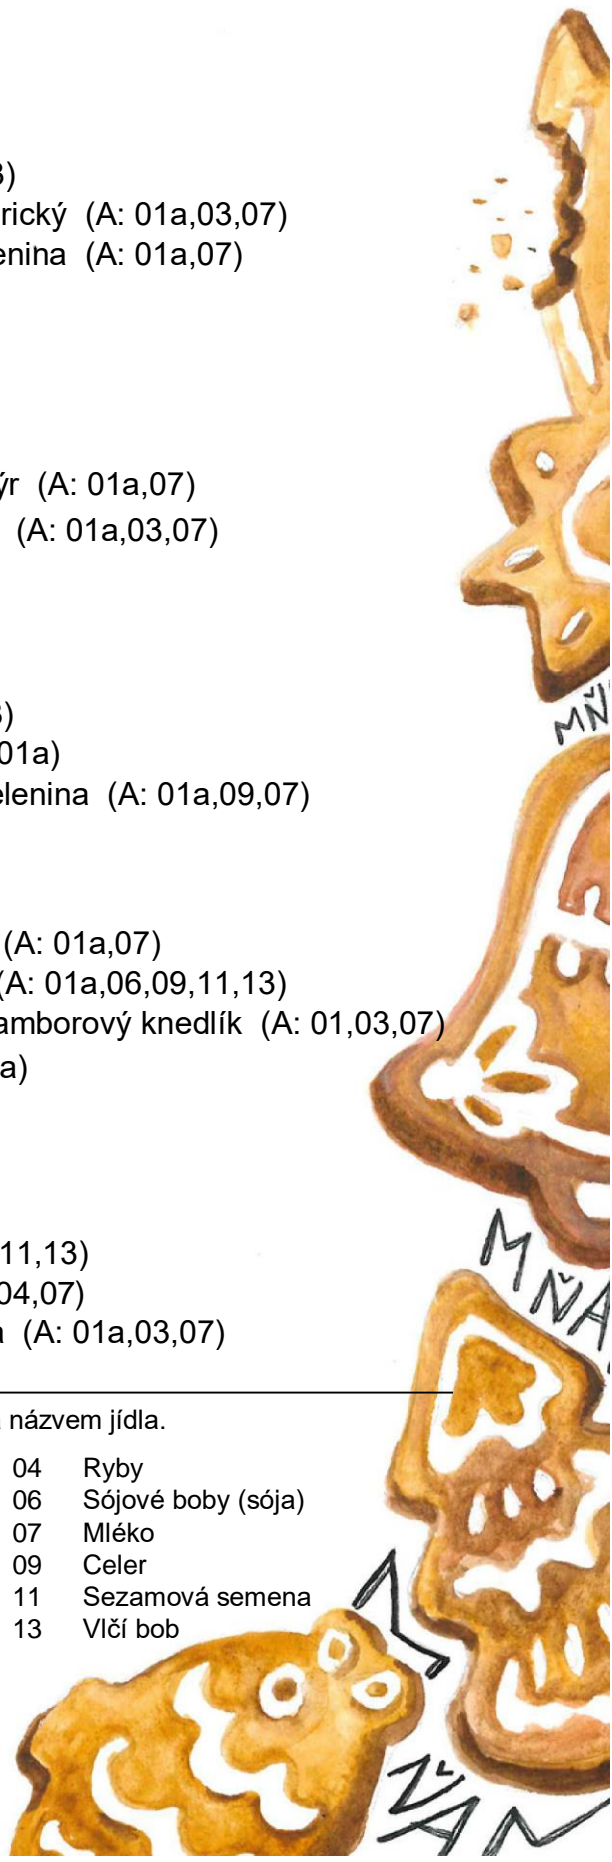 3)
rický (A: 01a,03,07)
enina (A: 01a,07)
ýr (A: 01a,07)
(A: 01a,03,07)
3)
01a)
elenina (A: 01a,09,07)
(A: 01a,07)
(A: 01a,06,09,11,13)
amborový knedlík (A: 01,03,07)
a)
11,13)
04,07)
a (A: 01a,03,07)
a názvem jídla.
04 Ryby
06 Sójové boby (sója)
07 Mléko
09 Celer
11 Sezamová semena
13 Vlčí bob
MŇ
MŇA
MŇAM